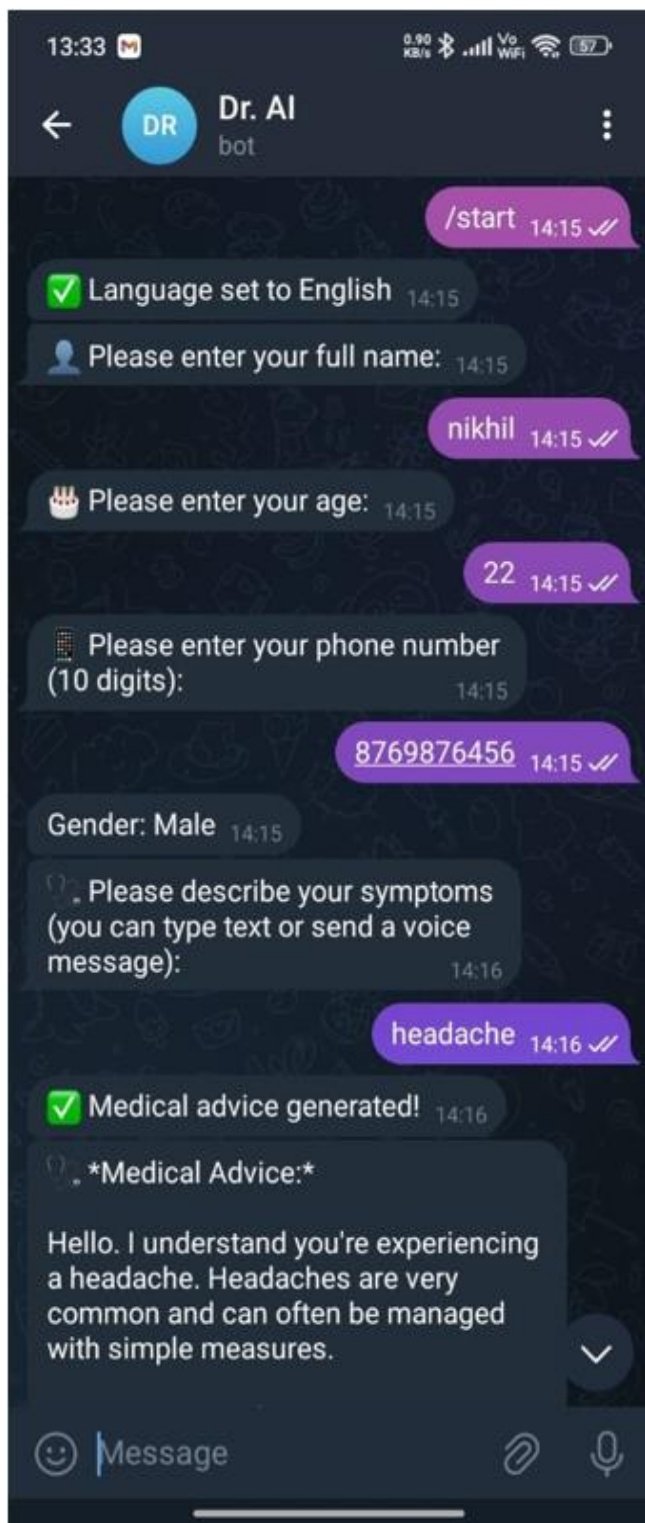 13:33
0.90 KB/s Vo WiFi 57
DR
Dr. AI
bot
/start 14:15
Language set to English 14:15
Please enter your full name: 14:15
nikhil 14:15
Please enter your age: 14:15
22 14:15
Please enter your phone number
(10 digits): 14:15
8769876456 14:15
Gender: Male 14:15
Please describe your symptoms
(you can type text or send a voice
message): 14:16
headache 14:16
Medical advice generated! 14:16
*Medical Advice:*
Hello. I understand you're experiencing
a headache. Headaches are very
common and can often be managed
with simple measures.
Message